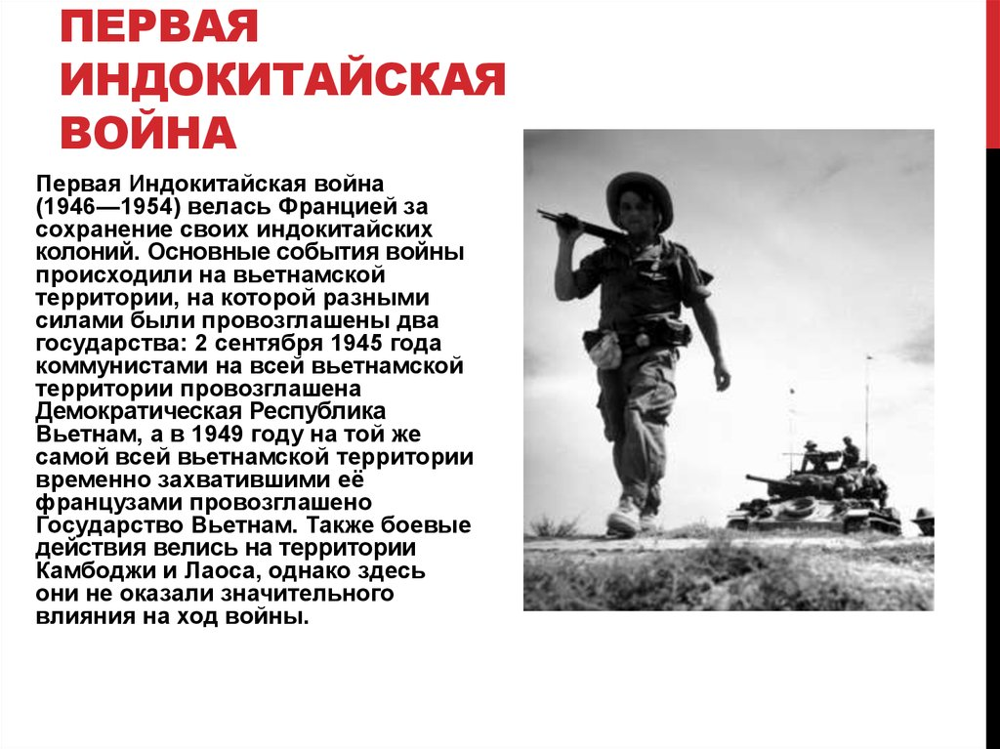 ПЕРВАЯ
ИНДОКИТАЙСКАЯ
ВОЙНА
Первая Индокитайская война
(1946—1954) велась Францией за
сохранение своих индокитайских
колоний. Основные события войны
происходили на вьетнамской
территории, на которой разными
силами были провозглашены два
государства: 2 сентября 1945 года
коммунистами на всей вьетнамской
территории провозглашена
Демократическая Республика
Вьетнам, а в 1949 году на той же
самой всей вьетнамской территории
временно захватившими её
французами провозглашено
Государство Вьетнам. Также боевые
действия велись на территории
Камбоджи и Лаоса, однако здесь
они не оказали значительного
влияния на ход войны.